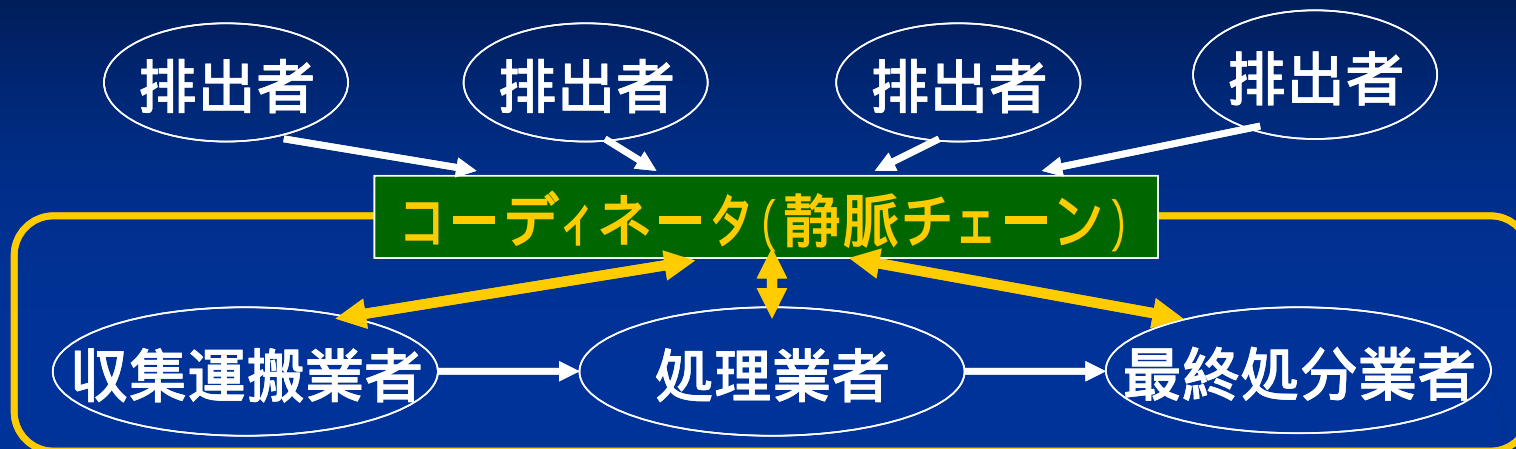 排出者
排出者
排出者
排出者
コーディネータ(静脈チェーン)
収集運搬業者
処理業者
最終処分業者